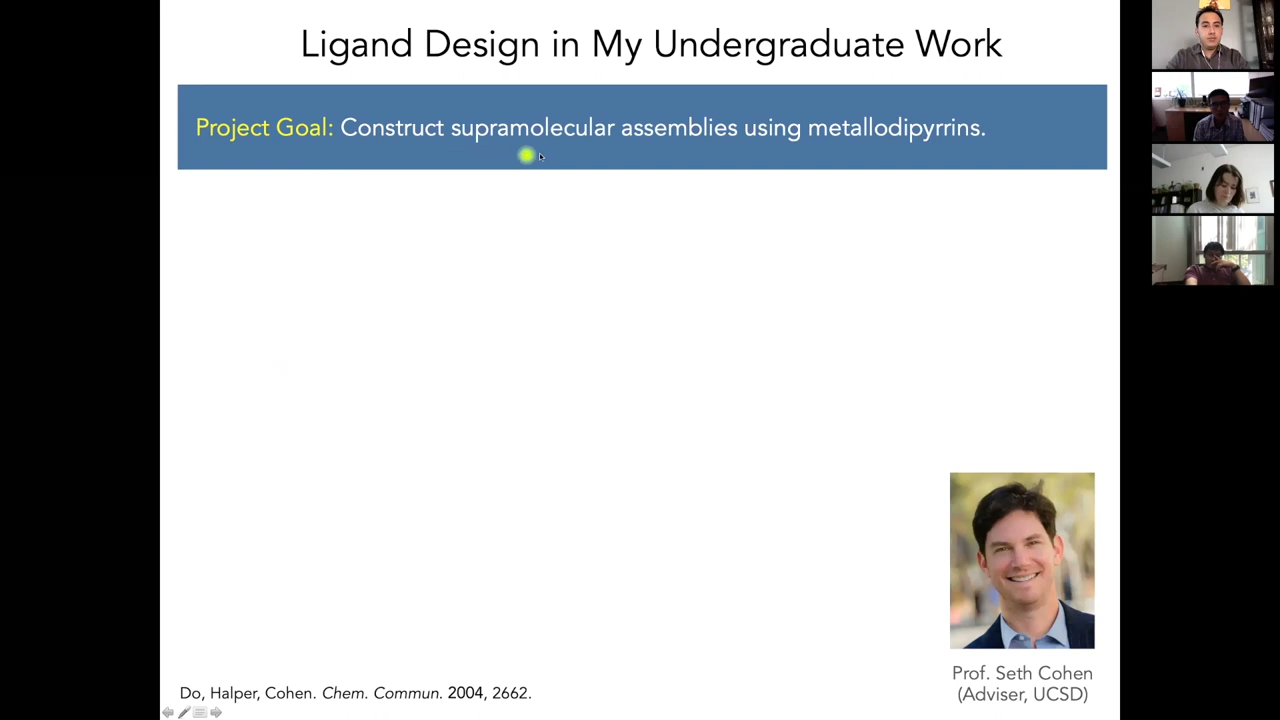 Ligand Design in My Undergraduate Work
Project Goal: Construct supramolecular assemblies using metallodipyrrins.
Prof. Seth Cohen
(Adviser, UCSD)
Do, Halper, Cohen. Chem. Commun. 2004, 2662.